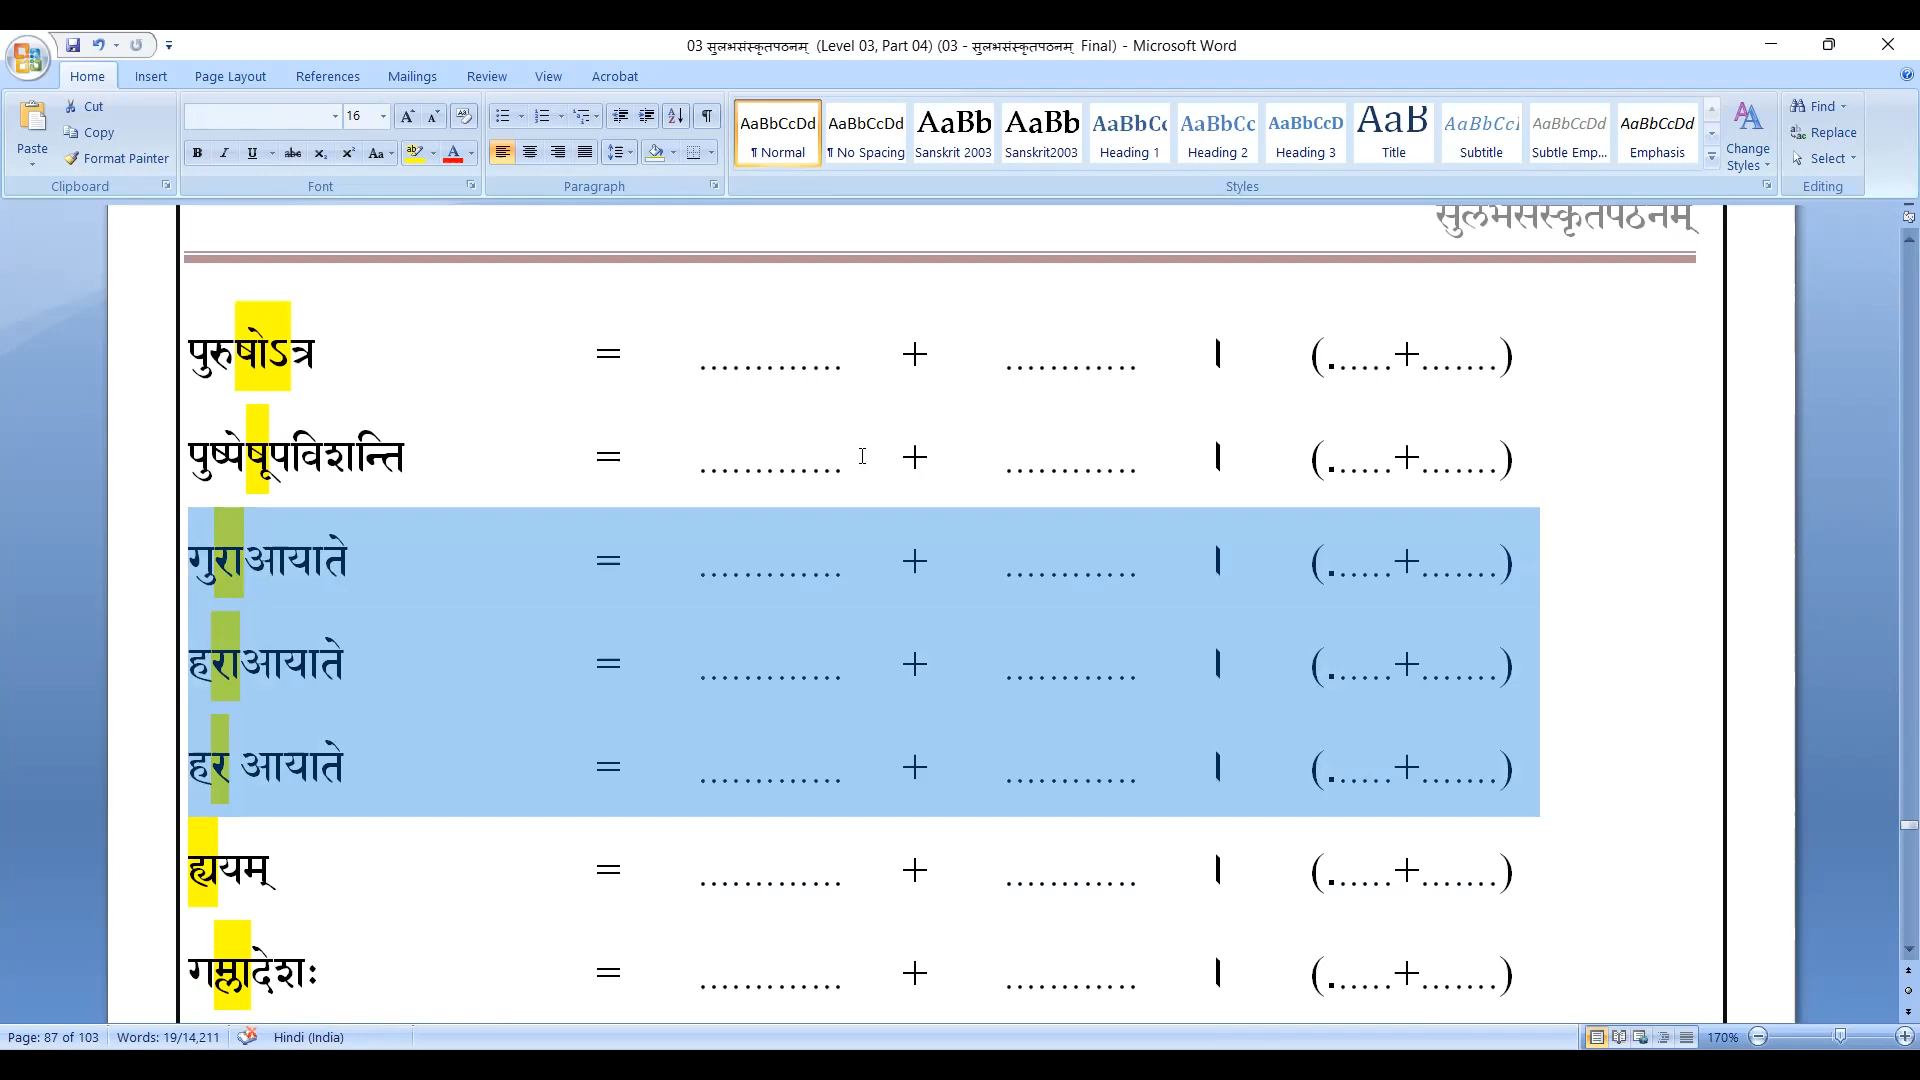 03 सुलभसंस्कृतपठनम् (Level 03, Part 04) (03 - सुलभसंस्कृतपठनम् Final) - Microsoft Word
Home Insert Page Layout References Mailings Review View Acrobat
Paste Cut Copy Format Painter
16
AaBbCcDd AaBbCcDd AaBb AaBb AaBbCc AaBbCc AaBbCcD AaB AaBbCcI AaBbCcDd AaBbCcDd
¶ Normal ¶ No Spacing Sanskrit 2003 Sanskrit2003 Heading 1 Heading 2 Heading 3 Title Subtitle Subtle Emp... Emphasis
Change Styles
Find Replace Select
Clipboard Font Paragraph Styles Editing
सुलभसंस्कृतपठनम्
पुरुषोऽत्र = ............. + ............ । (......+.......)
पुष्पेषूपविशन्ति = ............. + ............ । (......+.......)
गुराआयाते = ............. + ............ । (......+.......)
हराआयाते = ............. + ............ । (......+.......)
हर आयाते = ............. + ............ । (......+.......)
ह्ययम् = ............. + ............ । (......+.......)
गम्लादेशः = ............. + ............ । (......+.......)
Page: 87 of 103 Words: 19/14,211 Hindi (India) 170%